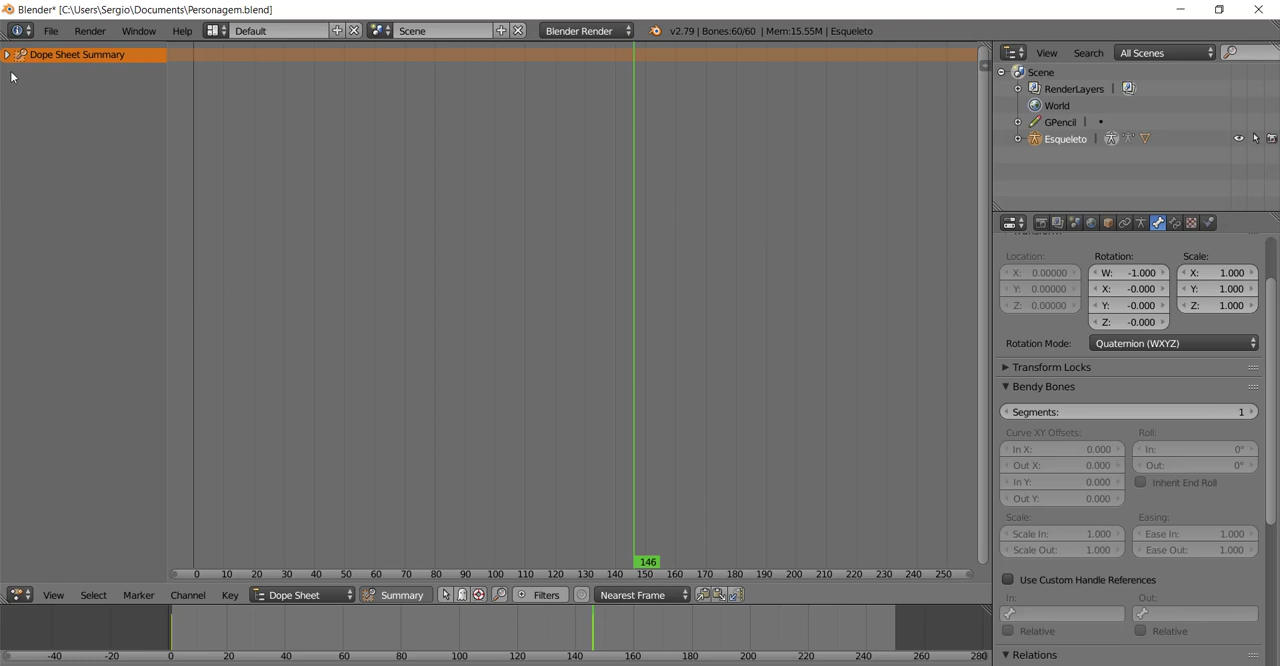 Blender* [C:\Users\Sergio\Documents\Personagem.blend]
File Render Window Help Default Scene Blender Render v2.79 | Bones:60/60 | Mem:15.55M | Esqueleto
Dope Sheet Summary
View Search All Scenes
Scene
RenderLayers
World
GPencil
Esqueleto
Location: Rotation: Scale:
X: 0.00000 W: -1.000 X: 1.000
Y: 0.00000 X: -0.000 Y: 1.000
Z: 0.00000 Y: -0.000 Z: 1.000
Z: -0.000
Rotation Mode: Quaternion (WXYZ)
Transform Locks
Bendy Bones
Segments: 1
Curve XY Offsets: Roll:
In X: 0.000 In: 0°
Out X: 0.000 Out: 0°
In Y: 0.000 Inherent End Roll
Out Y: 0.000
Scale: Easing:
Scale In: 1.000 Ease In: 1.000
Scale Out: 1.000 Ease Out: 1.000
Use Custom Handle References
In: Out:
Relative Relative
Relations
146
0 10 20 30 40 50 60 70 80 90 100 110 120 130 140 150 160 170 180 190 200 210 220 230 240 250
View Select Marker Channel Key Dope Sheet Summary Filters Nearest Frame
-40 -20 0 20 40 60 80 100 120 140 160 180 200 220 240 260 280